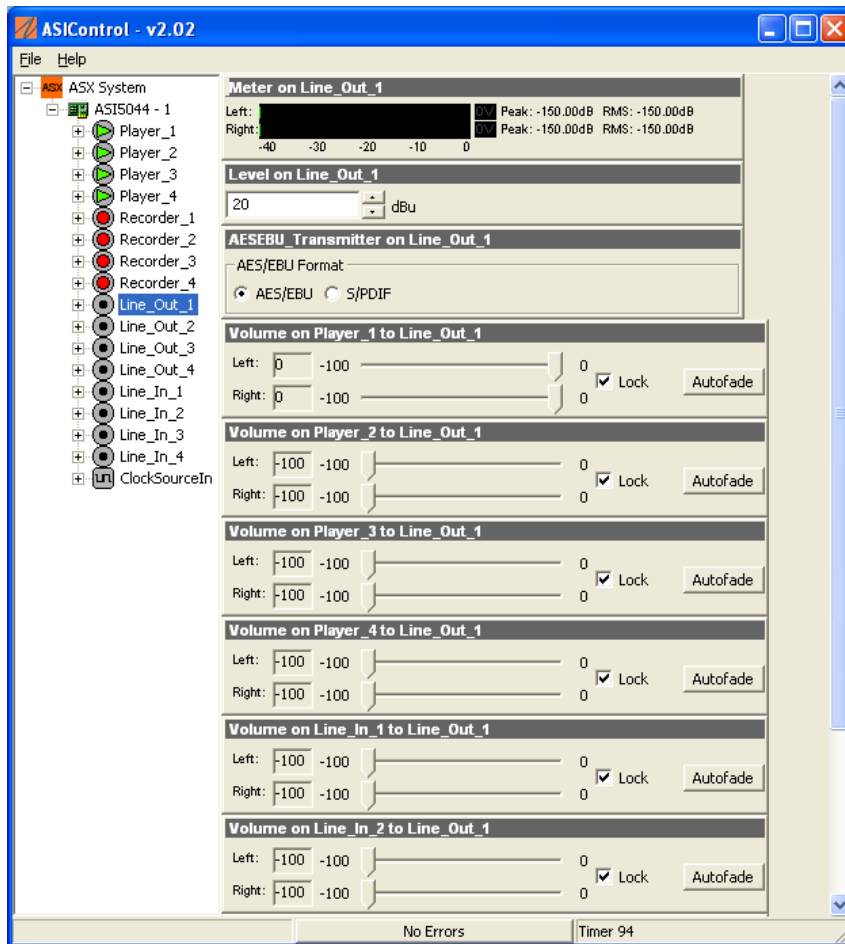 ASIControl - v2.02
File Help
ASX ASX System
ASI5044 - 1
Player_1
Player_2
Player_3
Player_4
Recorder_1
Recorder_2
Recorder_3
Recorder_4
Line_Out_1
Line_Out_2
Line_Out_3
Line_Out_4
Line_In_1
Line_In_2
Line_In_3
Line_In_4
ClockSourceIn
Meter on Line_Out_1
Left: 0V Peak: -150.00dB RMS: -150.00dB
Right: 0V Peak: -150.00dB RMS: -150.00dB
-40 -30 -20 -10 0
Level on Line_Out_1
20 dBu
AESEBU_Transmitter on Line_Out_1
AES/EBU Format
AES/EBU S/PDIF
Volume on Player_1 to Line_Out_1
Left: 0 -100 0
Lock Autofade
Right: 0 -100 0
Volume on Player_2 to Line_Out_1
Left: -100 -100 0
Lock Autofade
Right: -100 -100 0
Volume on Player_3 to Line_Out_1
Left: -100 -100 0
Lock Autofade
Right: -100 -100 0
Volume on Player_4 to Line_Out_1
Left: -100 -100 0
Lock Autofade
Right: -100 -100 0
Volume on Line_In_1 to Line_Out_1
Left: -100 -100 0
Lock Autofade
Right: -100 -100 0
Volume on Line_In_2 to Line_Out_1
Left: -100 -100 0
Lock Autofade
Right: -100 -100 0
No Errors Timer 94